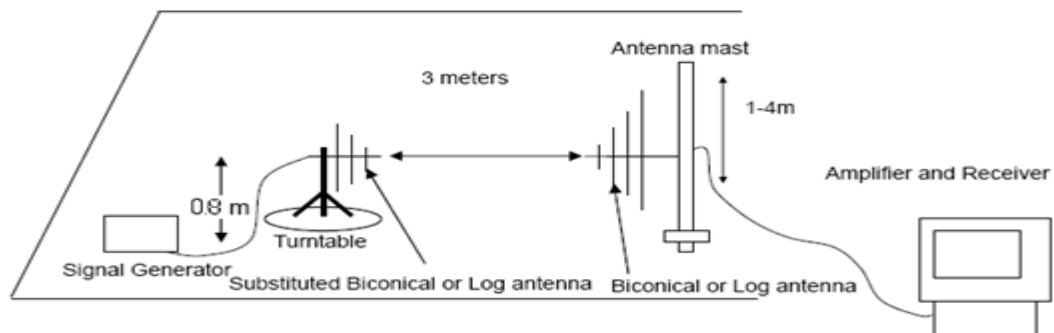 Antenna mast
3 meters
1-4m
Amplifier and Receiver
0.8 m
Turntable
Signal Generator
Substituted Biconical or Log antenna
Biconical or Log antenna